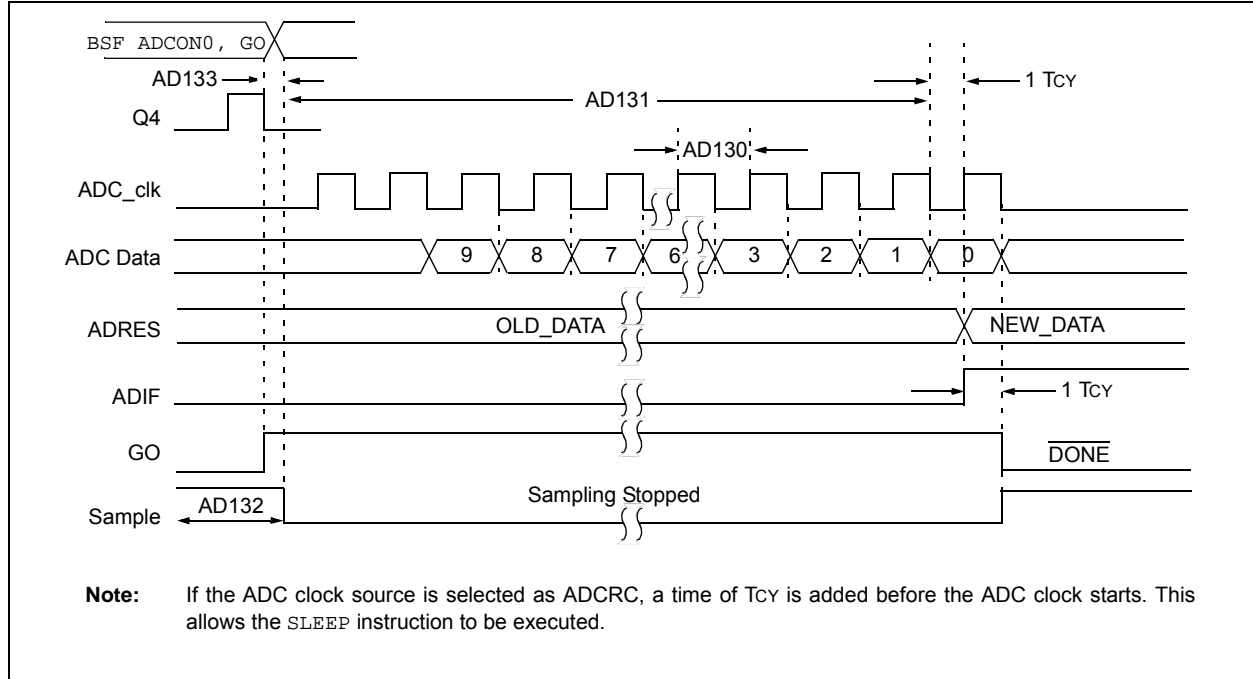 BSF ADCON0, GO
AD133
1 TCY
AD131
Q4
AD130
ADC_clk
ADC Data
9
8
7
6
3
2
1
0
ADRES
OLD_DATA
NEW_DATA
ADIF
1 TCY
GO
DONE
Sample
AD132
Sampling Stopped
Note: If the ADC clock source is selected as ADCRC, a time of TCY is added before the ADC clock starts. This
allows the SLEEP instruction to be executed.